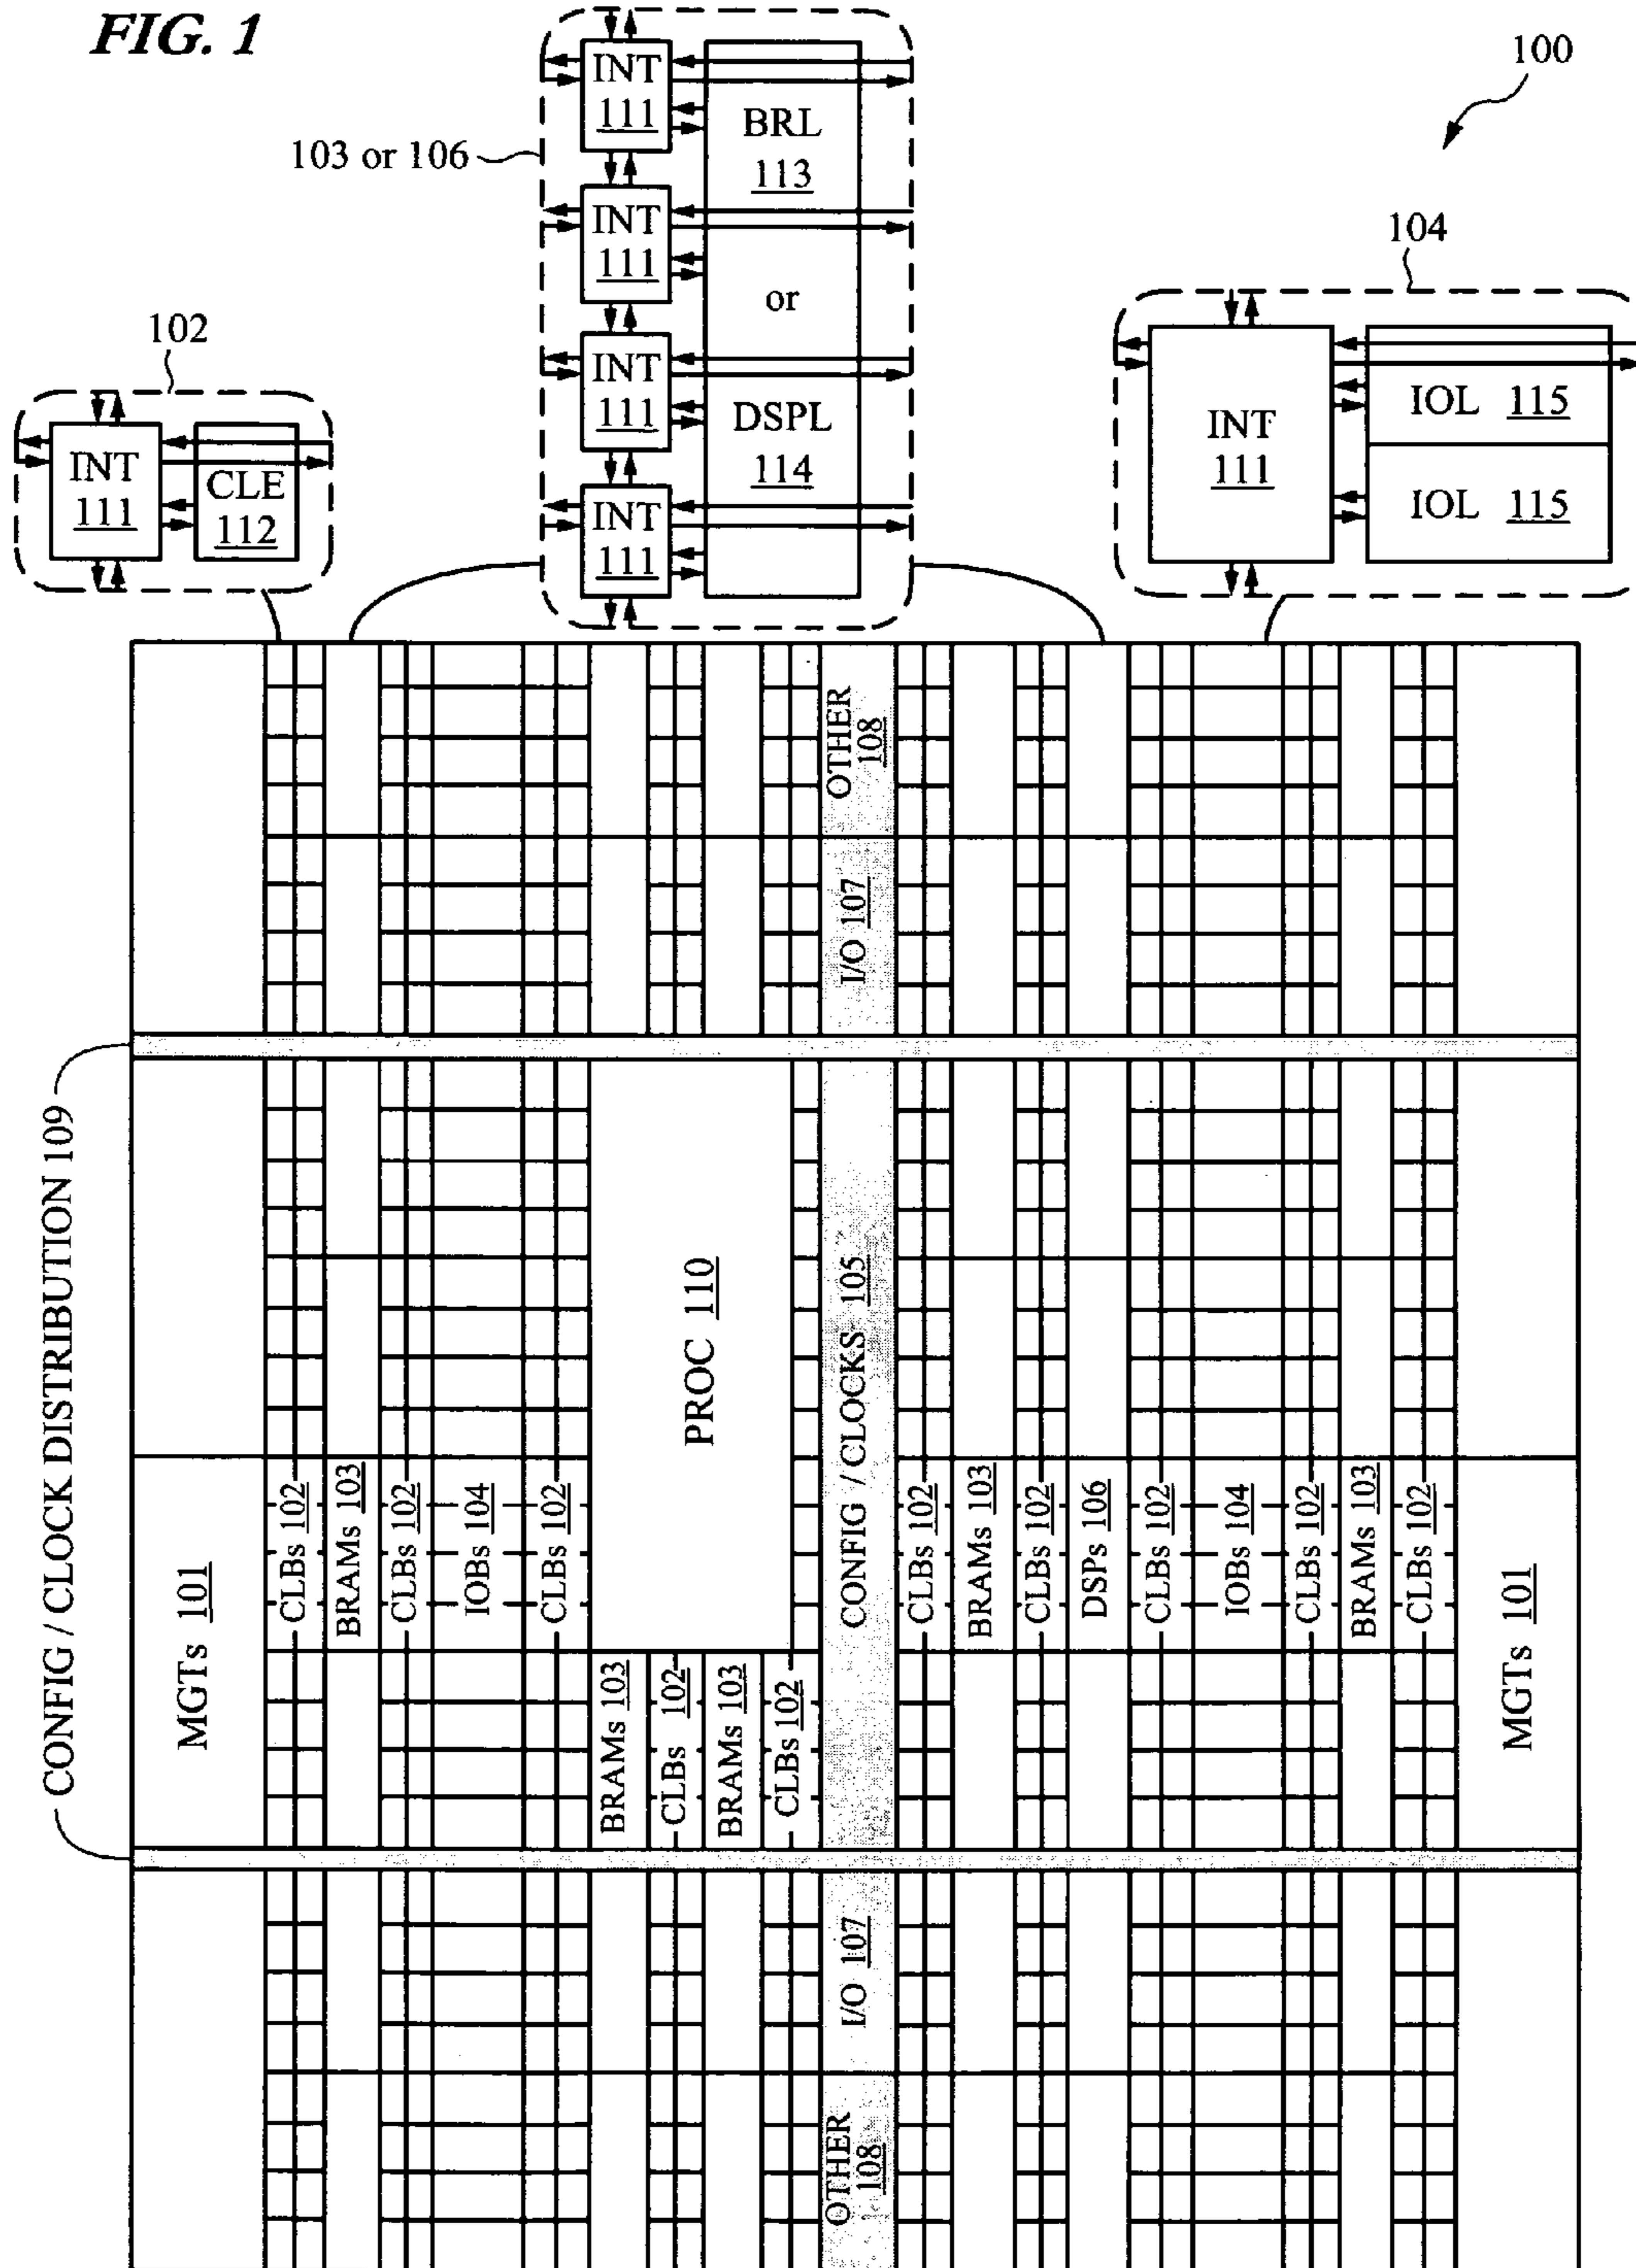 FIG. 1
100
103 or 106
INT
111
INT
111
INT
111
INT
111
BRL
113
or
DSPL
114
102
INT
111
CLE
112
104
INT
111
IOL 115
IOL 115
OTHER
108
I/O 107
CONFIG / CLOCK DISTRIBUTION 109
MGTs 101
CLBs 102
BRAMs 103
CLBs 102
IOBs 104
CLBs 102
PROC 110
BRAMs 103
CLBs 102
BRAMs 103
CLBs 102
CONFIG / CLOCKS 105
CLBs 102
BRAMs 103
CLBs 102
DSPs 106
CLBs 102
IOBs 104
CLBs 102
BRAMs 103
CLBs 102
MGTs 101
I/O 107
OTHER
108